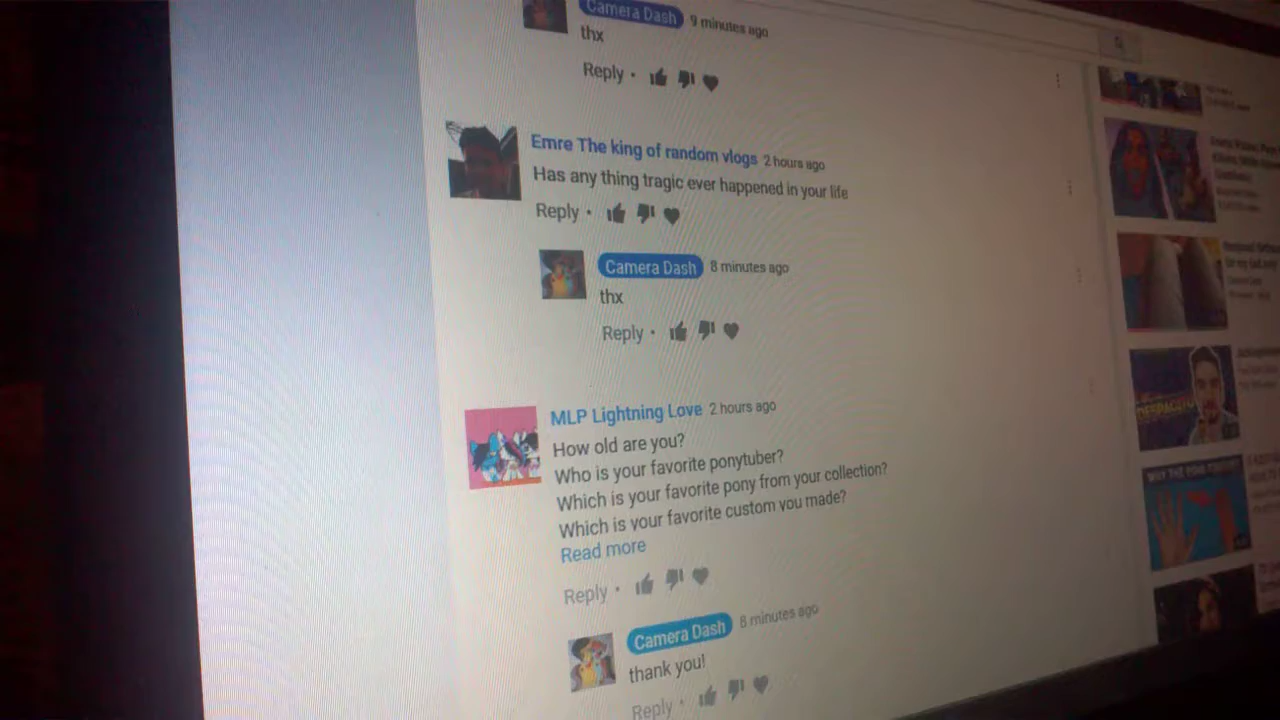 Camera Dash 9 minutes ago
thx
Reply
Emre The king of random vlogs 2 hours ago
Has any thing tragic ever happened in your life
Reply
Camera Dash 8 minutes ago
thx
Reply
MLP Lightning Love 2 hours ago
How old are you?
Who is your favorite ponytuber?
Which is your favorite pony from your collection?
Which is your favorite custom you made?
Read more
Reply
Camera Dash 8 minutes ago
thank you!
Reply